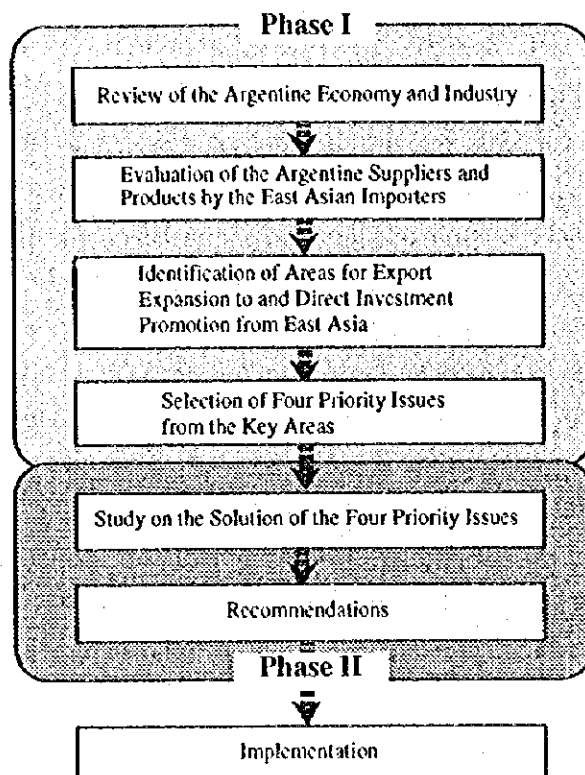 Phase I
Review of the Argentine Economy and Industry
Evaluation of the Argentine Suppliers and
Products by the East Asian Importers
Identification of Areas for Export
Expansion to and Direct Investment
Promotion from East Asia
Selection of Four Priority Issues
from the Key Areas
Study on the Solution of the Four Priority Issues
Recommendations
Phase II
Implementation